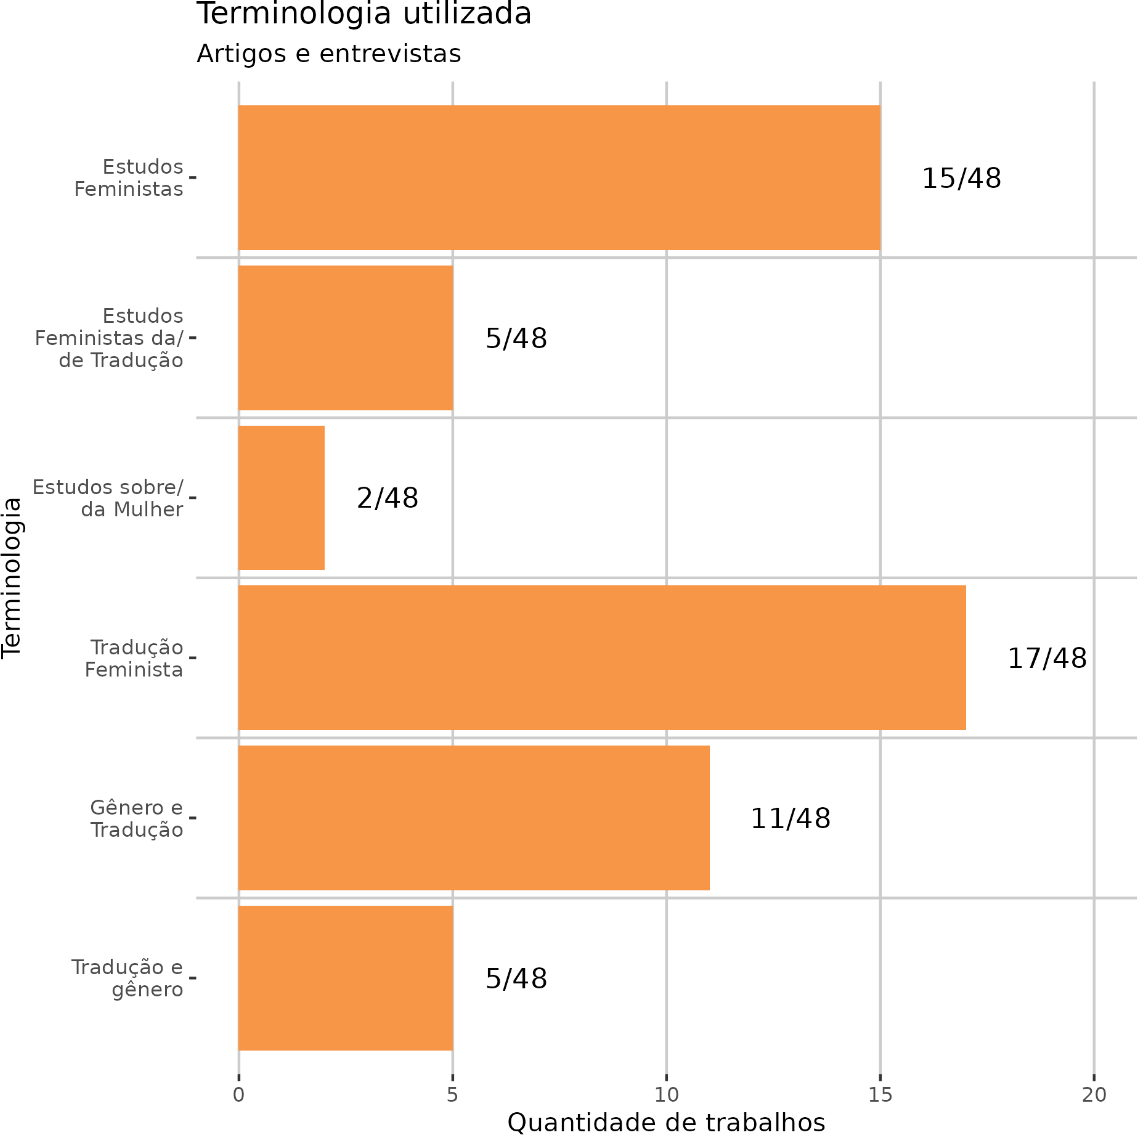 Terminologia utilizada
Artigos e entrevistas
Estudos
Feministas
15/48
Estudos
Feministas da/
de Tradução
5/48
Estudos sobre/
da Mulher
2/48
Tradução
Feminista
17/48
Gênero e
Tradução
11/48
Tradução e
gênero
5/48
Terminologia
0 5 10 15 20
Quantidade de trabalhos